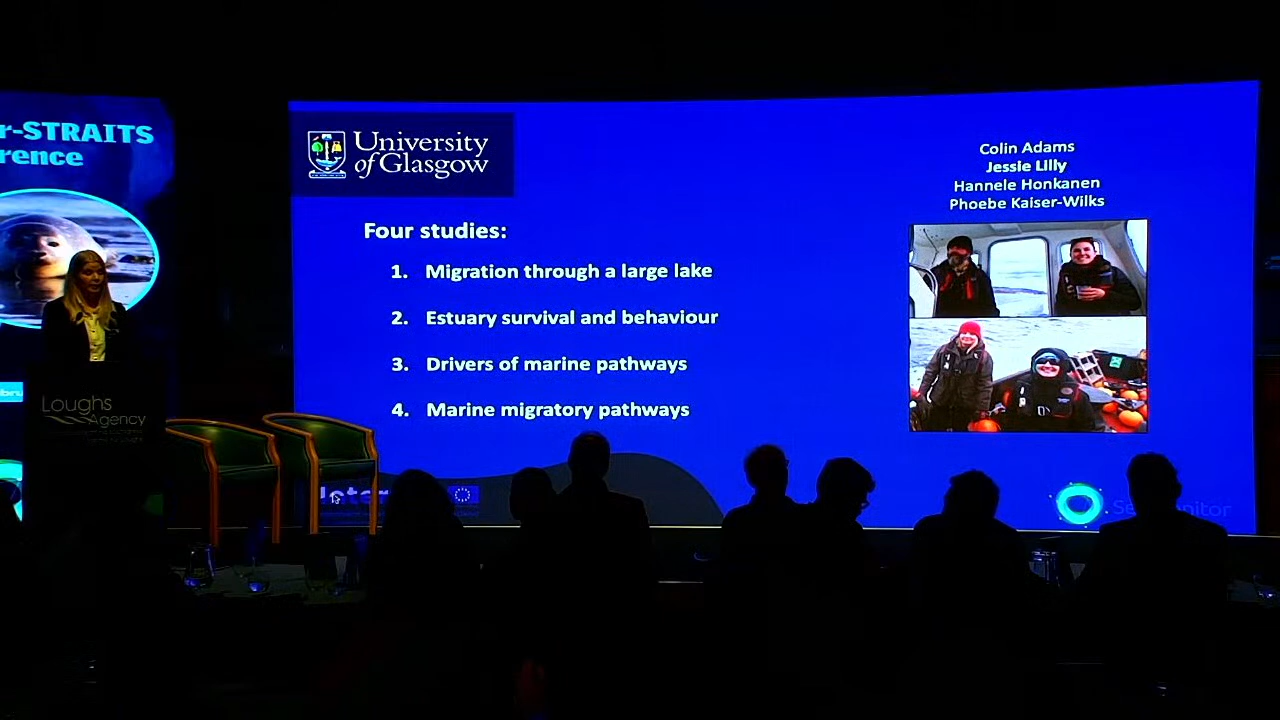 r-STRAITS
rence
University
of Glasgow
Colin Adams
Jessie Lilly
Hannele Honkanen
Phoebe Kaiser-Wilks
Four studies:
1. Migration through a large lake
2. Estuary survival and behaviour
3. Drivers of marine pathways
4. Marine migratory pathways
Loughs
Agency